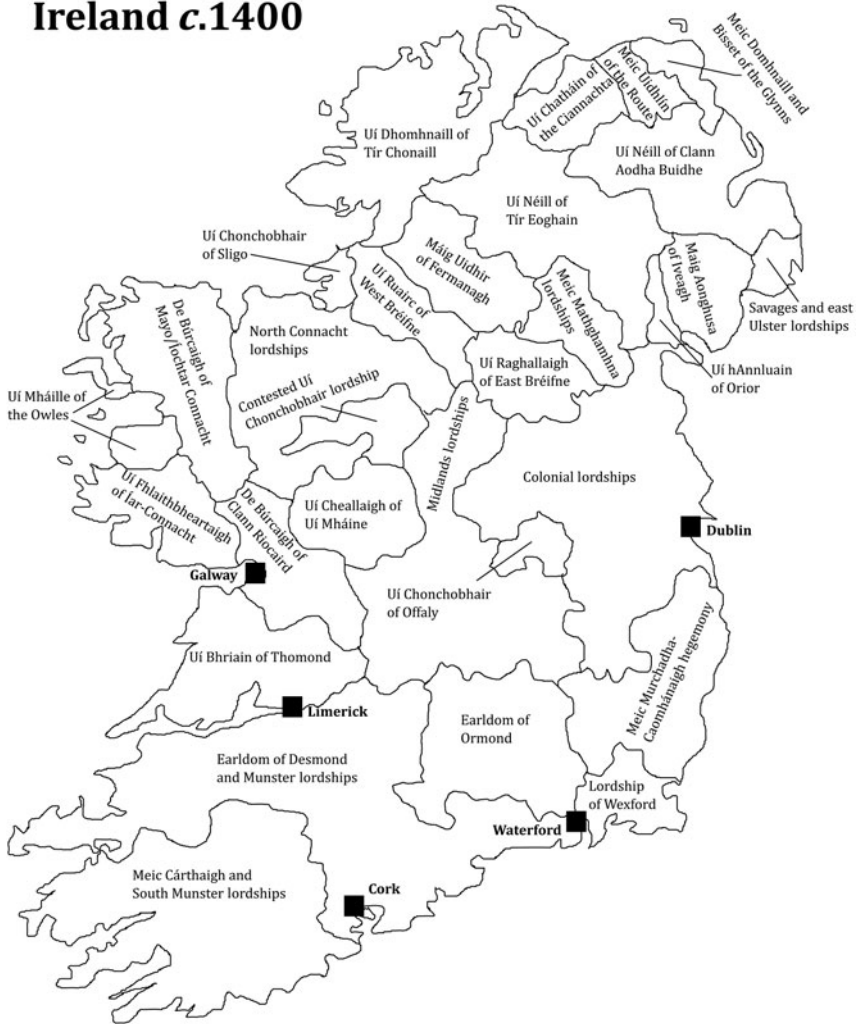 Ireland c.1400
Meic Domhnaill and
Bisset of the Glynns
Meic Uidhlín
of the Route
Uí Chatháin of
the Ciannachta
Uí Dhomhnaill of
Tír Chonaill
Uí Néill of Clann
Aodha Buidhe
Uí Néill of
Tír Eoghain
Uí Chonchobhair
of Sligo
Máig Uidhir
of Fermanagh
Maig Aonghusa
of Iveagh
Uí Ruairc of
West Bréifne
Meic Mathghamhna
lordships
Savages and east
Ulster lordships
De Búrcaigh of
Mayo/Íochtar Connacht
North Connacht
lordships
Uí Raghallaigh
of East Bréifne
Uí hAnnluain
of Orior
Uí Mháille of
the Owles
Contested Uí
Chonchobhair lordship
Midlands lordships
Colonial lordships
Uí Fhlaithbheartaigh
of Íar-Connacht
De Búrcaigh of
Clann Riocaird
Uí Cheallaigh of
Uí Mháine
Dublin
Galway
Uí Chonchobhair
of Offaly
Meic Murchadha-
Caomhánaigh hegemony
Uí Bhriain of Thomond
Limerick
Earldom of
Ormond
Earldom of Desmond
and Munster lordships
Lordship
of Wexford
Waterford
Meic Cárthaigh and
South Munster lordships
Cork